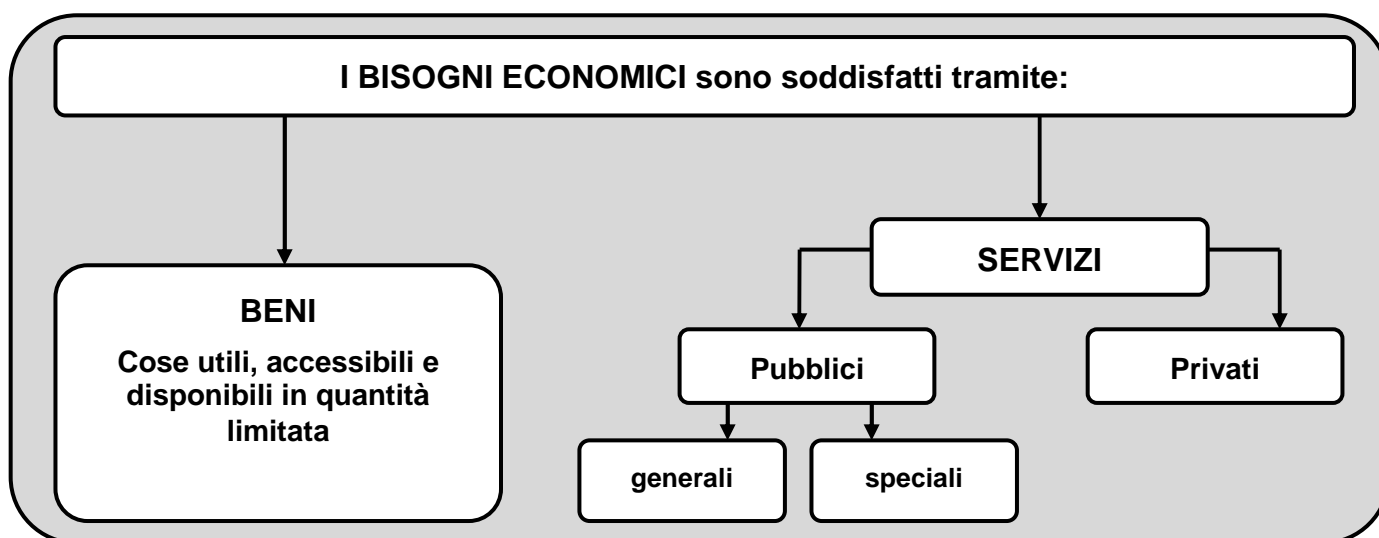 I BISOGNI ECONOMICI sono soddisfatti tramite:
SERVIZI
BENI
Cose utili, accessibili e
disponibili in quantità
limitata
Pubblici
Privati
generali
speciali